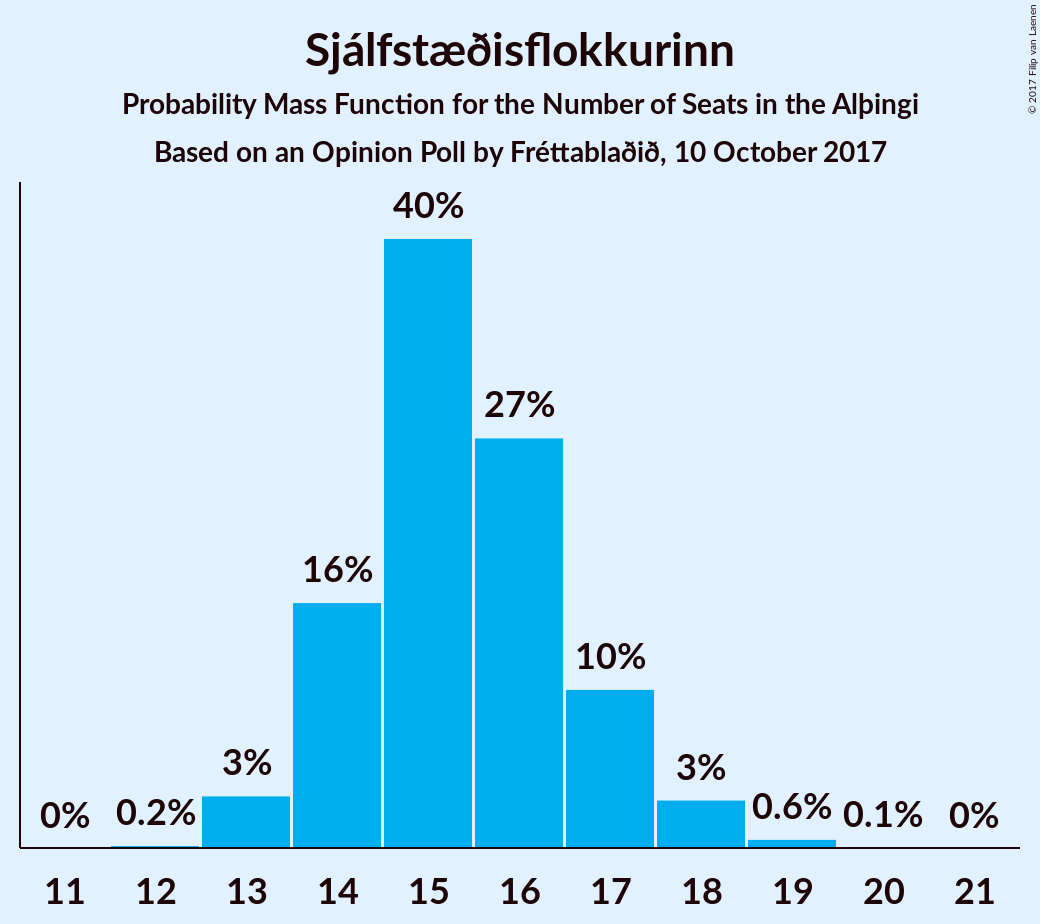 Sjálfstæðisflokkurinn
Probability Mass Function for the Number of Seats in the Alþingi
Based on an Opinion Poll by Fréttablaðið, 10 October 2017
© 2017 Filip van Laenen
40%
27%
16%
10%
3%
3%
0%
0.2%
0.6%
0.1%
0%
11 12 13 14 15 16 17 18 19 20 21